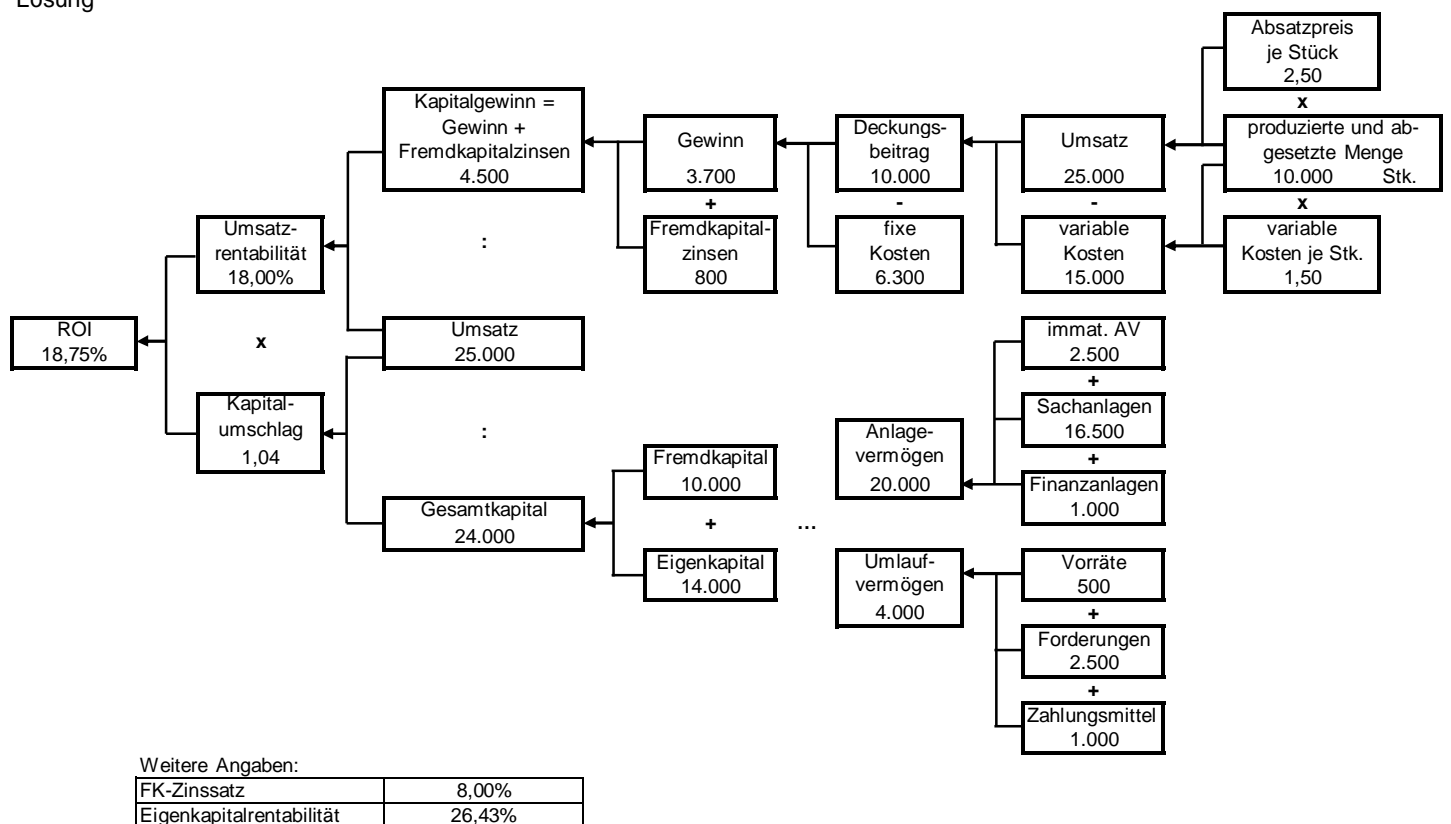 Lösung
Absatzpreis
je Stück
2,50
x
Kapitalgewinn =
Gewinn +
Fremdkapitalzinsen
4.500
Gewinn
3.700
Deckungs-
beitrag
10.000
Umsatz
25.000
produzierte und ab-
gesetzte Menge
10.000 Stk.
+
-
-
x
Umsatz-
rentabilität
18,00%
:
Fremdkapital-
zinsen
800
fixe
Kosten
6.300
variable
Kosten
15.000
variable
Kosten je Stk.
1,50
ROI
18,75%
x
Umsatz
25.000
immat. AV
2.500
+
Kapital-
umschlag
1,04
:
Sachanlagen
16.500
+
Finanzanlagen
1.000
Anlage-
vermögen
20.000
Fremdkapital
10.000
Gesamtkapital
24.000
+
...
Eigenkapital
14.000
Umlauf-
vermögen
4.000
Vorräte
500
+
Forderungen
2.500
+
Zahlungsmittel
1.000
Weitere Angaben:
FK-Zinssatz 8,00%
Eigenkapitalrentabilität 26,43%